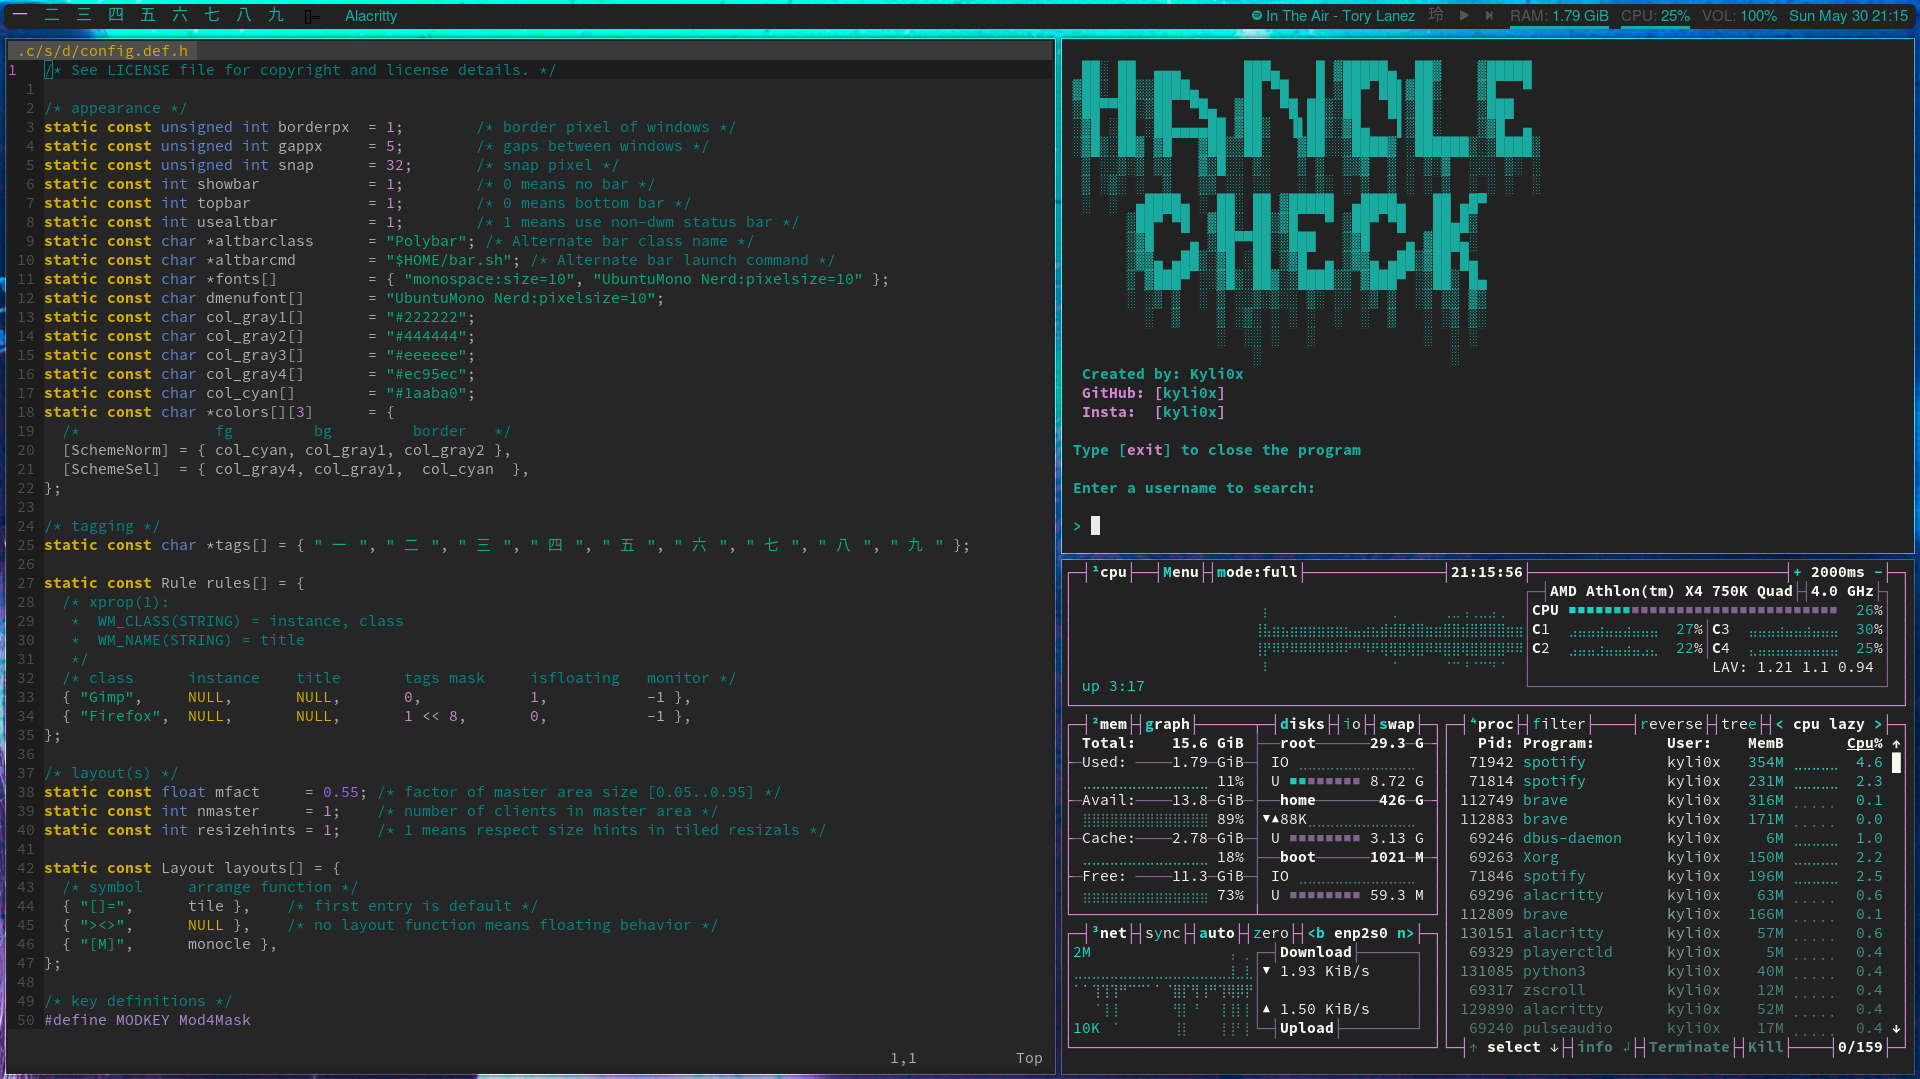 一 二 三 四 五 六 七 八 九 []= Alacritty
In The Air - Tory Lanez 玲 RAM: 1.79 GiB CPU: 25% VOL: 100% Sun May 30 21:15
.c/s/d/config.def.h
1 /* See LICENSE file for copyright and license details. */
1
2 /* appearance */
3 static const unsigned int borderpx  = 1;        /* border pixel of windows */
4 static const unsigned int gappx     = 5;        /* gaps between windows */
5 static const unsigned int snap      = 32;       /* snap pixel */
6 static const int showbar            = 1;        /* 0 means no bar */
7 static const int topbar             = 1;        /* 0 means bottom bar */
8 static const int usealtbar          = 1;        /* 1 means use non-dwm status bar */
9 static const char *altbarclass      = "Polybar"; /* Alternate bar class name */
10 static const char *altbarcmd        = "$HOME/bar.sh"; /* Alternate bar launch command */
11 static const char *fonts[]          = { "monospace:size=10", "UbuntuMono Nerd:pixelsize=10" };
12 static const char dmenufont[]       = "UbuntuMono Nerd:pixelsize=10";
13 static const char col_gray1[]       = "#222222";
14 static const char col_gray2[]       = "#444444";
15 static const char col_gray3[]       = "#eeeeee";
16 static const char col_gray4[]       = "#ec95ec";
17 static const char col_cyan[]        = "#1aaba0";
18 static const char *colors[][3]      = {
19   /*               fg         bg         border   */
20   [SchemeNorm] = { col_cyan, col_gray1, col_gray2 },
21   [SchemeSel]  = { col_gray4, col_gray1,  col_cyan  },
22 };
23
24 /* tagging */
25 static const char *tags[] = { " 一 ", " 二 ", " 三 ", " 四 ", " 五 ", " 六 ", " 七 ", " 八 ", " 九 " };
26
27 static const Rule rules[] = {
28   /* xprop(1):
29    *  WM_CLASS(STRING) = instance, class
30    *  WM_NAME(STRING) = title
31    */
32   /* class      instance    title       tags mask     isfloating   monitor */
33   { "Gimp",     NULL,       NULL,       0,            1,           -1 },
34   { "Firefox",  NULL,       NULL,       1 << 8,       0,           -1 },
35 };
36
37 /* layout(s) */
38 static const float mfact     = 0.55; /* factor of master area size [0.05..0.95] */
39 static const int nmaster     = 1;    /* number of clients in master area */
40 static const int resizehints = 1;    /* 1 means respect size hints in tiled resizals */
41
42 static const Layout layouts[] = {
43   /* symbol     arrange function */
44   { "[]=",      tile },    /* first entry is default */
45   { "><>",      NULL },    /* no layout function means floating behavior */
46   { "[M]",      monocle },
47 };
48
49 /* key definitions */
50 #define MODKEY Mod4Mask
1,1 Top
HANDLE
CHECK
Created by: Kyli0x
GitHub: [kyli0x]
Insta:  [kyli0x]
Type [exit] to close the program
Enter a username to search:
>
¹cpu Menu mode:full 21:15:56 + 2000ms -
AMD Athlon(tm) X4 750K Quad 4.0 GHz
CPU 26%
C1 27% C3 30%
C2 22% C4 25%
LAV: 1.21 1.1 0.94
up 3:17
²mem graph
Total: 15.6 GiB
Used: 1.79 GiB
11%
Avail: 13.8 GiB
89%
Cache: 2.78 GiB
18%
Free: 11.3 GiB
73%
disks io swap
root 29.3 G
IO
U 8.72 G
home 426 G
▼▲88K
U 3.13 G
boot 1021 M
IO
U 59.3 M
³net sync auto zero <b enp2s0 n>
2M
Download
▼ 1.93 KiB/s
▲ 1.50 KiB/s
10K
Upload
⁴proc filter reverse tree < cpu lazy >
Pid: Program: User: MemB Cpu% ↑
71942 spotify kyli0x 354M 4.6
71814 spotify kyli0x 231M 2.3
112749 brave kyli0x 316M 0.1
112883 brave kyli0x 171M 0.0
69246 dbus-daemon kyli0x 6M 1.0
69263 Xorg kyli0x 150M 2.2
71846 spotify kyli0x 196M 2.5
69296 alacritty kyli0x 63M 0.6
112809 brave kyli0x 166M 0.1
130151 alacritty kyli0x 57M 0.6
69329 playerctld kyli0x 5M 0.4
131085 python3 kyli0x 40M 0.4
69317 zscroll kyli0x 12M 0.4
129890 alacritty kyli0x 52M 0.4
69240 pulseaudio kyli0x 17M 0.4 ↓
↑ select ↓ info ↲ Terminate Kill 0/159